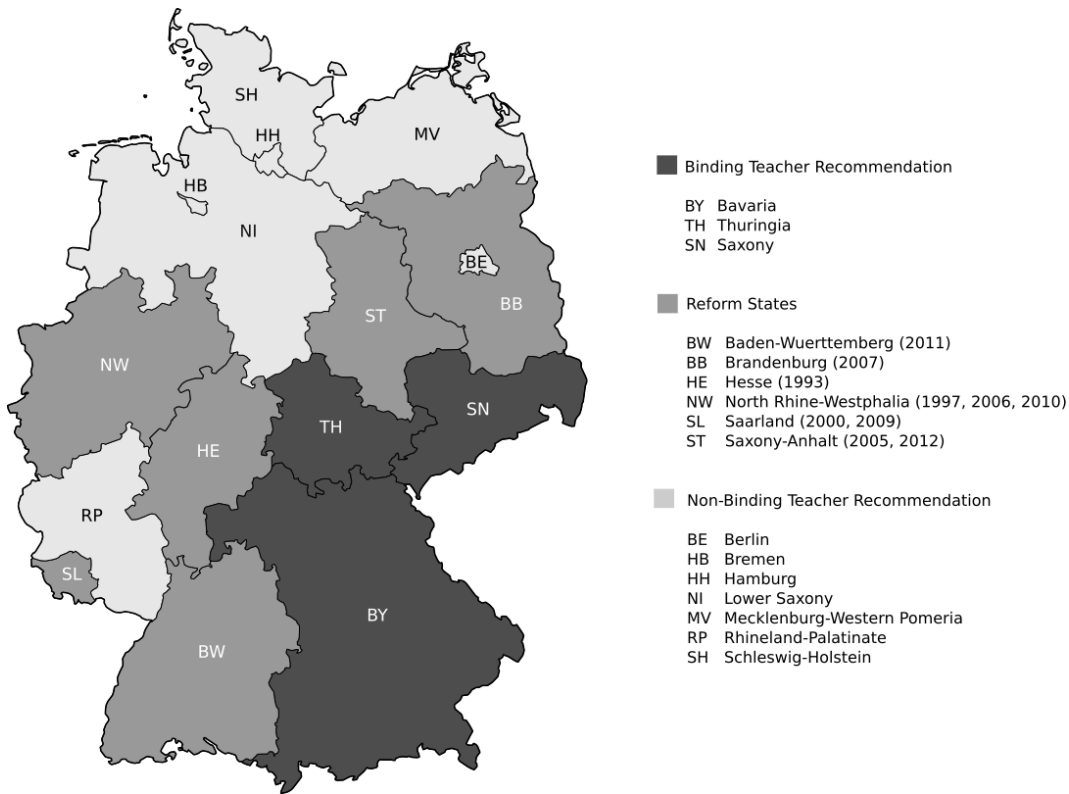 SH
HH
MV
HB
NI
BE
BB
ST
NW
SN
TH
HE
RP
SL
BY
BW
Binding Teacher Recommendation
BY Bavaria
TH Thuringia
SN Saxony
Reform States
BW Baden-Wuerttemberg (2011)
BB Brandenburg (2007)
HE Hesse (1993)
NW North Rhine-Westphalia (1997, 2006, 2010)
SL Saarland (2000, 2009)
ST Saxony-Anhalt (2005, 2012)
Non-Binding Teacher Recommendation
BE Berlin
HB Bremen
HH Hamburg
NI Lower Saxony
MV Mecklenburg-Western Pomeria
RP Rhineland-Palatinate
SH Schleswig-Holstein